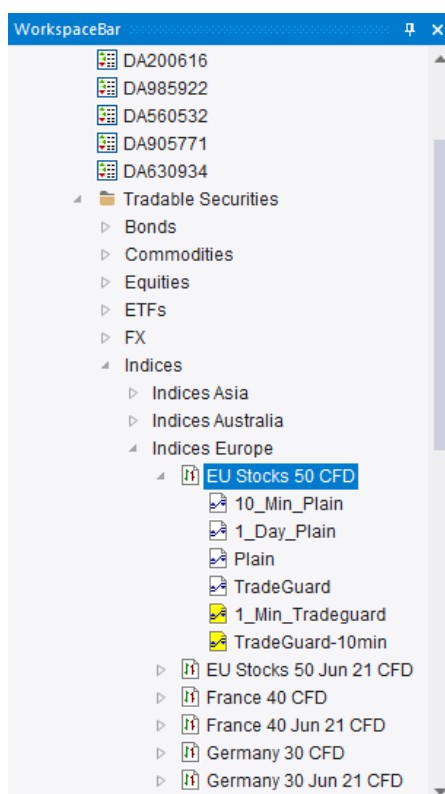 WorkspaceBar
DA200616
DA985922
DA560532
DA905771
DA630934
Tradable Securities
Bonds
Commodities
Equities
ETFs
FX
Indices
Indices Asia
Indices Australia
Indices Europe
EU Stocks 50 CFD
10_Min_Plain
1_Day_Plain
Plain
TradeGuard
1_Min_Tradeguard
TradeGuard-10min
EU Stocks 50 Jun 21 CFD
France 40 CFD
France 40 Jun 21 CFD
Germany 30 CFD
Germany 30 Jun 21 CFD